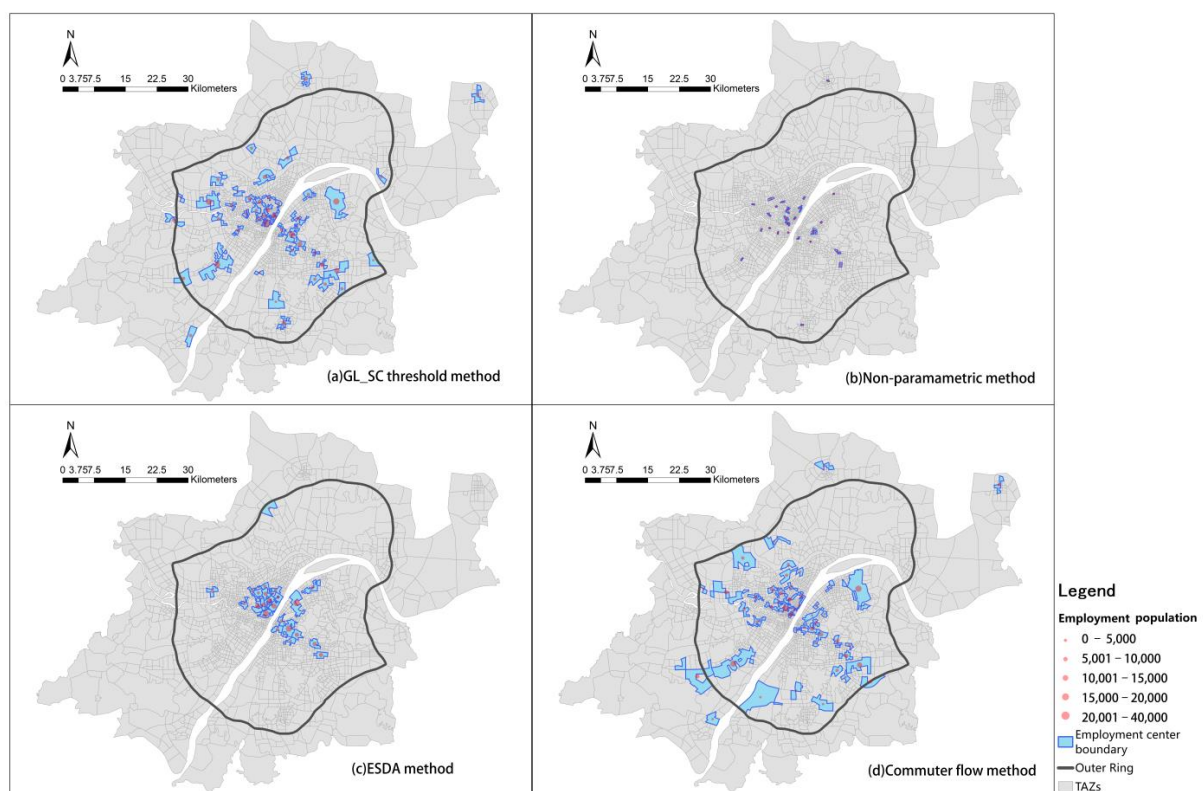 N
0 3.757.5 15 22.5 30
Kilometers
(a)GL_SC threshold method
N
0 3.757.5 15 22.5 30
Kilometers
(b)Non-paramametric method
N
0 3.757.5 15 22.5 30
Kilometers
(c)ESDA method
N
0 3.757.5 15 22.5 30
Kilometers
(d)Commuter flow method
Legend
Employment population
0 – 5,000
5,001 – 10,000
10,001 – 15,000
15,000 – 20,000
20,001 – 40,000
Employment center
boundary
Outer Ring
TAZs